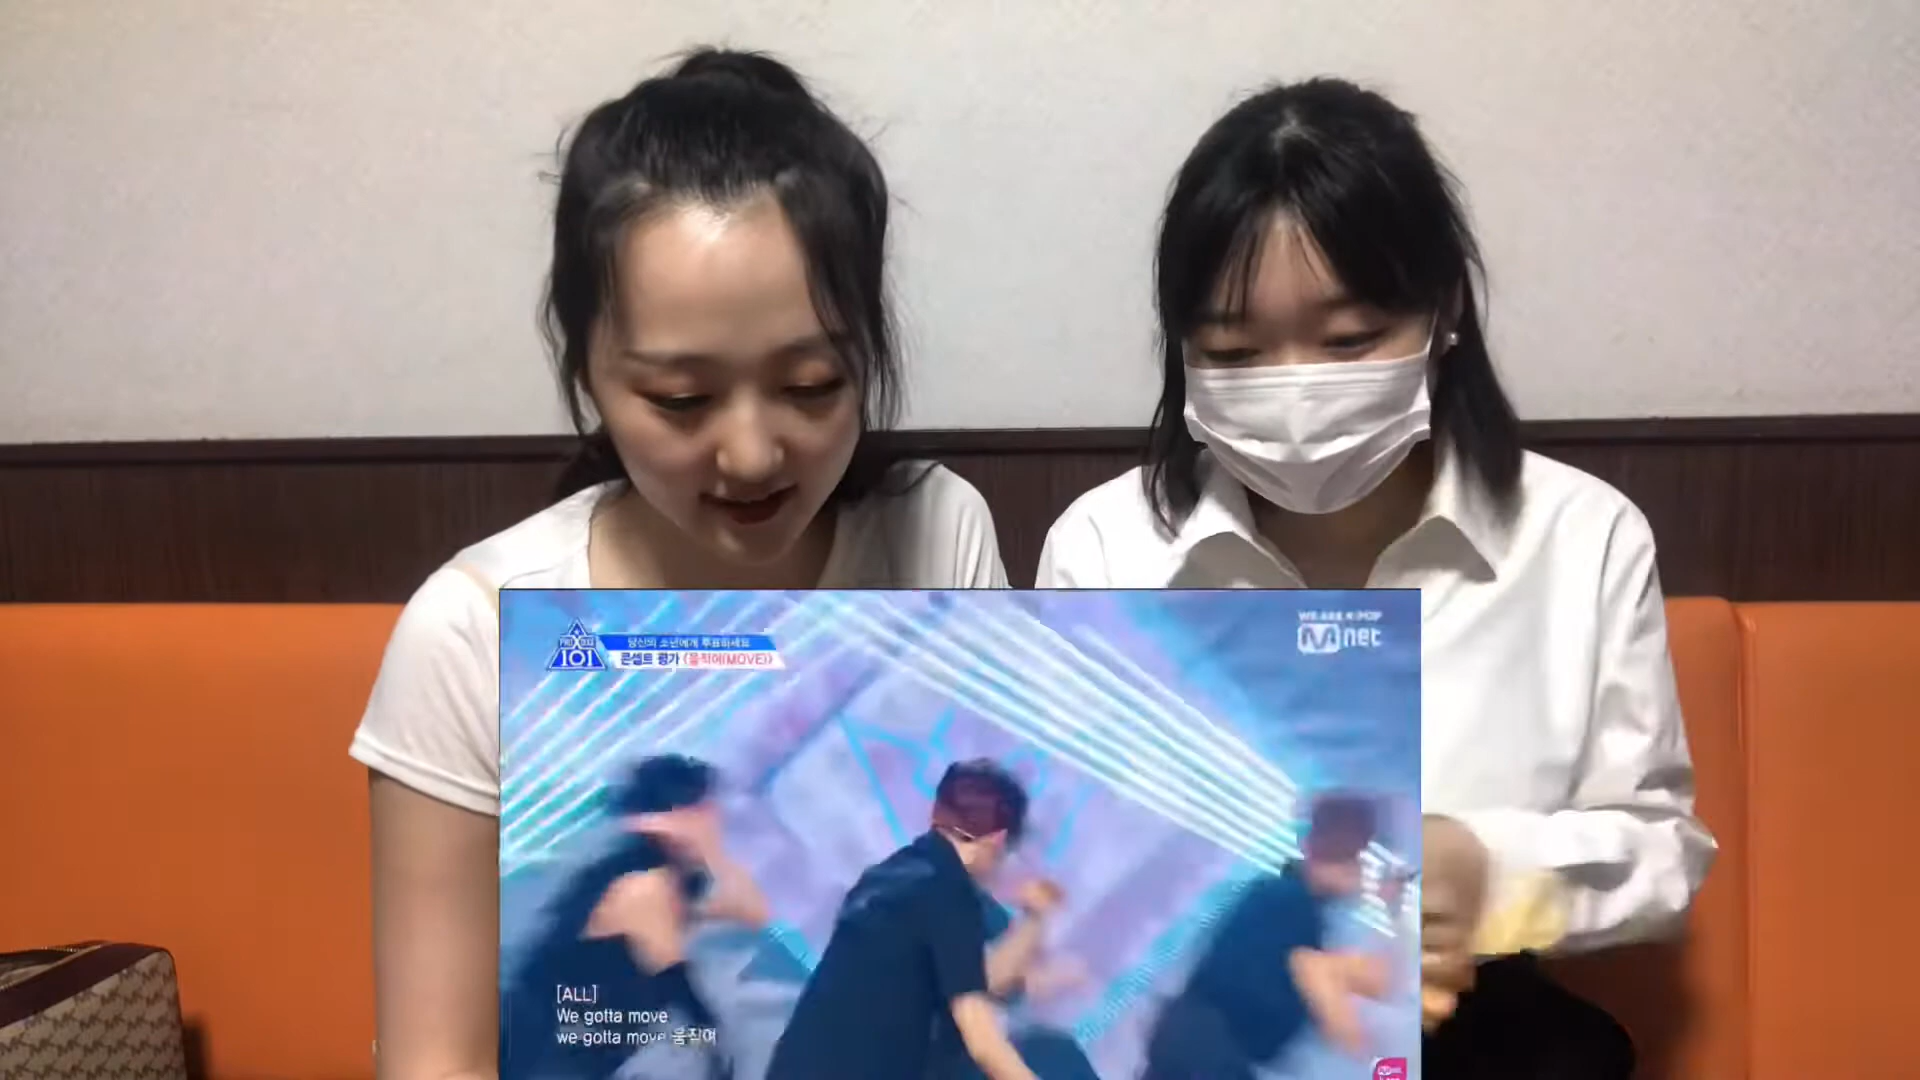 PRODUCE
101
당신의 소년에게 투표하세요
콘셉트 평가 <움직여(MOVE)>
WE ARE K-POP
Mnet
[ALL]
We gotta move
we gotta move 움직여